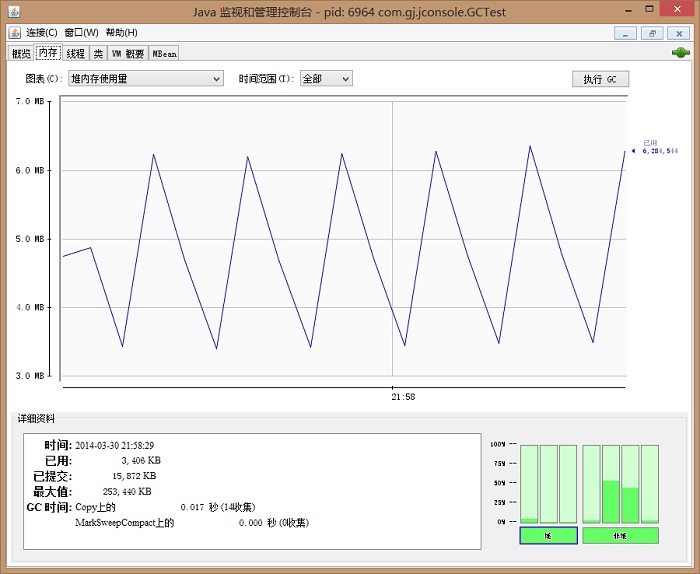 Java 监视和管理控制台 - pid: 6964 com.gj.jconsole.GCTest
连接(C) 窗口(W) 帮助(H)
概览 内存 线程 类 VM 概要 MBean
图表(C): 堆内存使用量 时间范围(T): 全部 执行 GC
7.0 MB
已用
6,284,544
6.0 MB
5.0 MB
4.0 MB
3.0 MB
21:58
详细资料
时间: 2014-03-30 21:58:29
已用: 3,406 KB
已提交: 15,872 KB
最大值: 253,440 KB
GC 时间: Copy上的 0.017 秒 (14收集)
MarkSweepCompact上的 0.000 秒 (0收集)
100%
75%
50%
25%
0%
堆 非堆